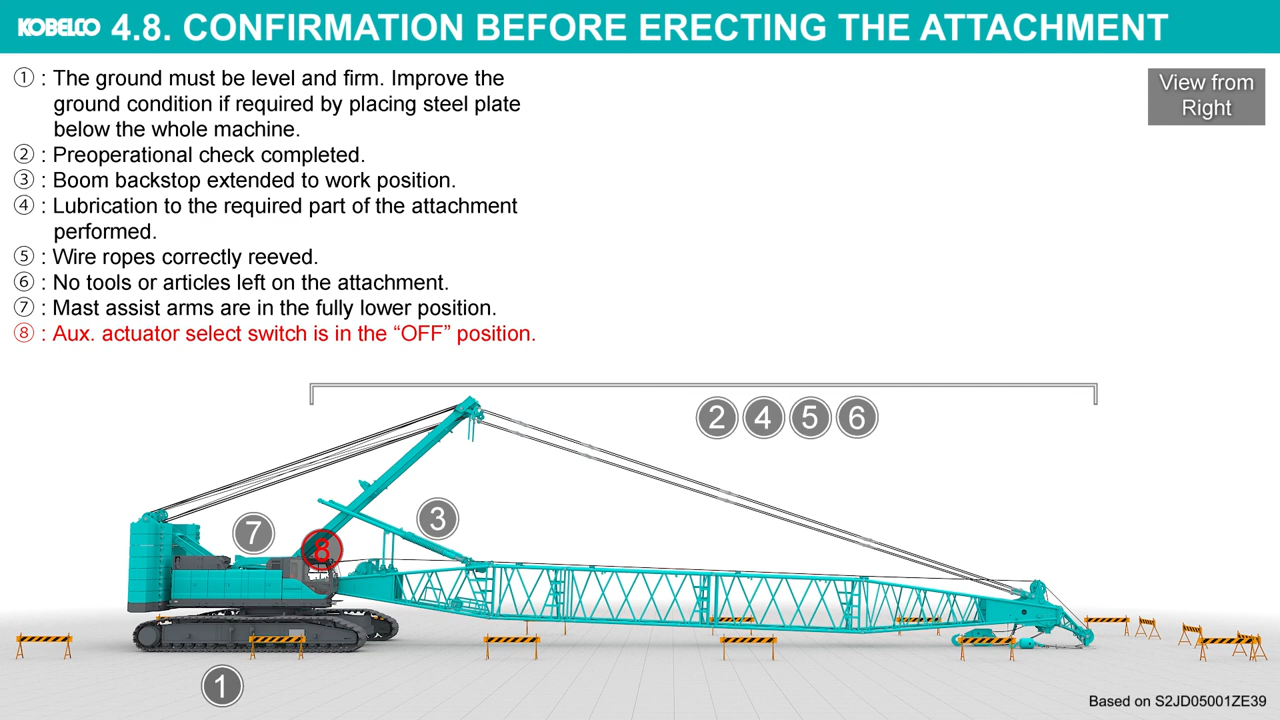 KOBELCO 4.8. CONFIRMATION BEFORE ERECTING THE ATTACHMENT
① : The ground must be level and firm. Improve the
ground condition if required by placing steel plate
below the whole machine.
② : Preoperational check completed.
③ : Boom backstop extended to work position.
④ : Lubrication to the required part of the attachment
performed.
⑤ : Wire ropes correctly reeved.
⑥ : No tools or articles left on the attachment.
⑦ : Mast assist arms are in the fully lower position.
⑧ : Aux. actuator select switch is in the “OFF” position.
View from
Right
2 4 5 6
3
7
8
1
Based on S2JD05001ZE39